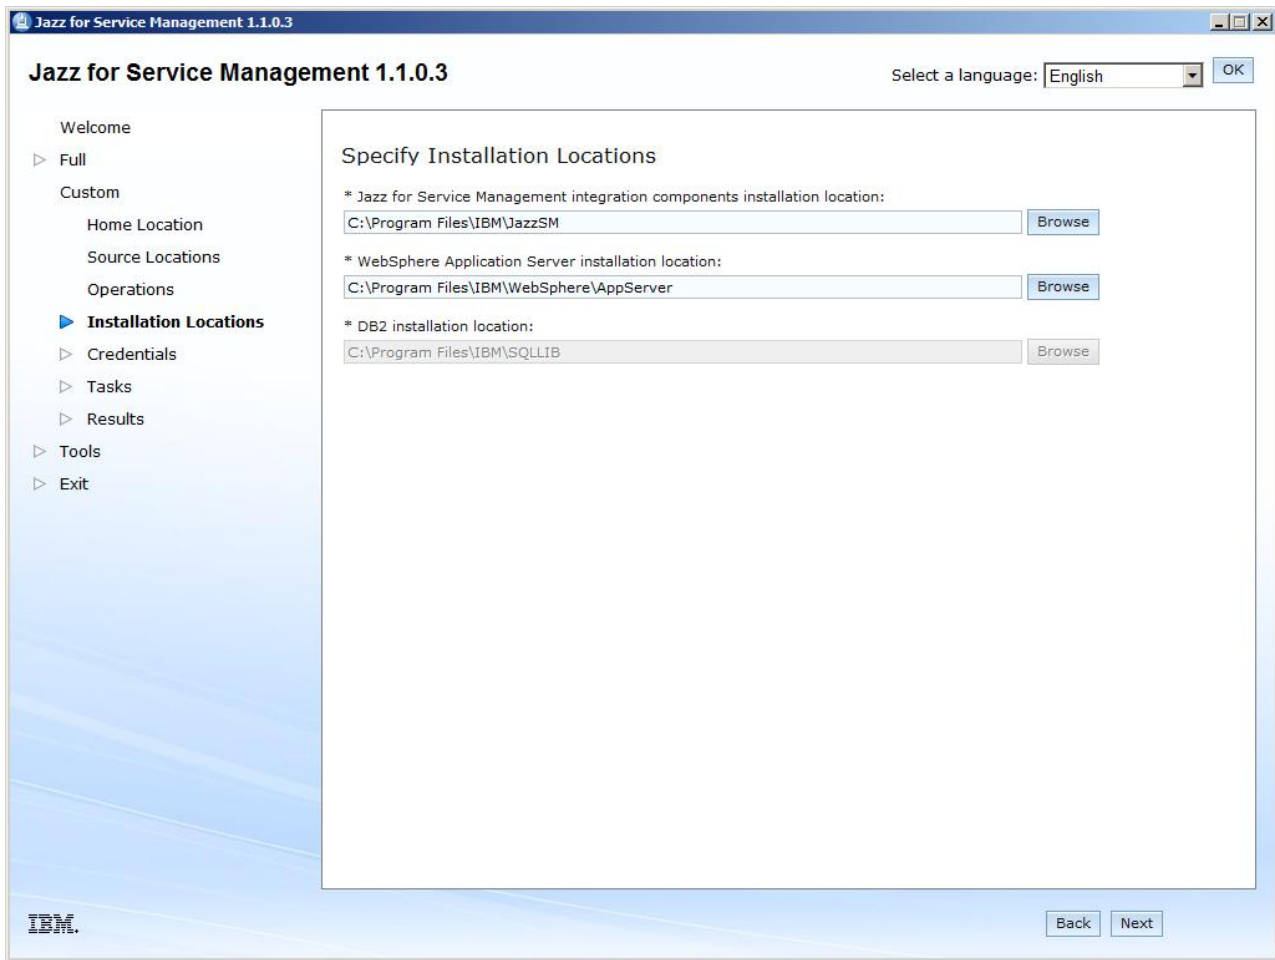 Jazz for Service Management 1.1.0.3
Jazz for Service Management 1.1.0.3
Select a language: English OK
Welcome
Full
Custom
Home Location
Source Locations
Operations
Installation Locations
Credentials
Tasks
Results
Tools
Exit
Specify Installation Locations
* Jazz for Service Management integration components installation location:
C:\Program Files\IBM\JazzSM Browse
* WebSphere Application Server installation location:
C:\Program Files\IBM\WebSphere\AppServer Browse
* DB2 installation location:
C:\Program Files\IBM\SQLLIB Browse
IBM.
Back Next